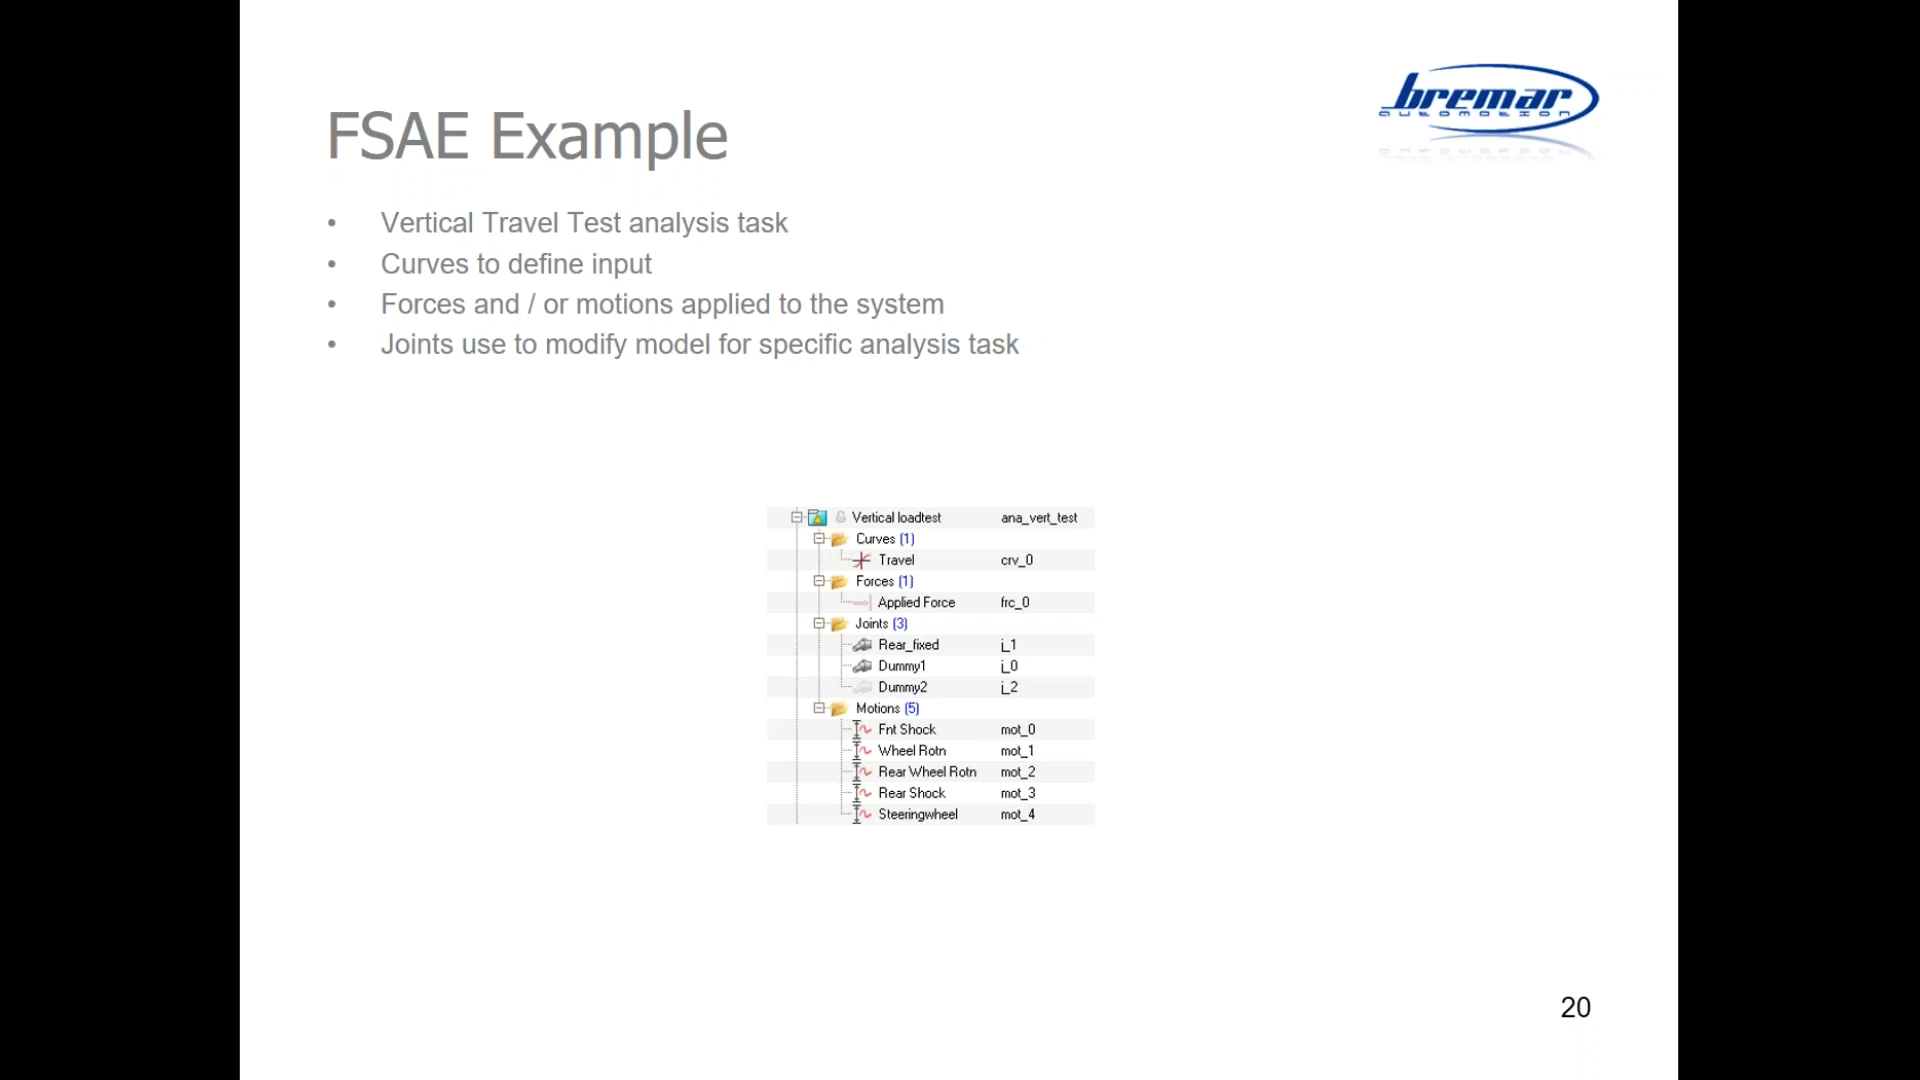 bremar
automotion
FSAE Example
• Vertical Travel Test analysis task
• Curves to define input
• Forces and / or motions applied to the system
• Joints use to modify model for specific analysis task
Vertical loadtest ana_vert_test
Curves (1)
Travel crv_0
Forces (1)
Applied Force frc_0
Joints (3)
Rear_fixed j_1
Dummy1 j_0
Dummy2 j_2
Motions (5)
Fnt Shock mot_0
Wheel Rotn mot_1
Rear Wheel Rotn mot_2
Rear Shock mot_3
Steeringwheel mot_4
20